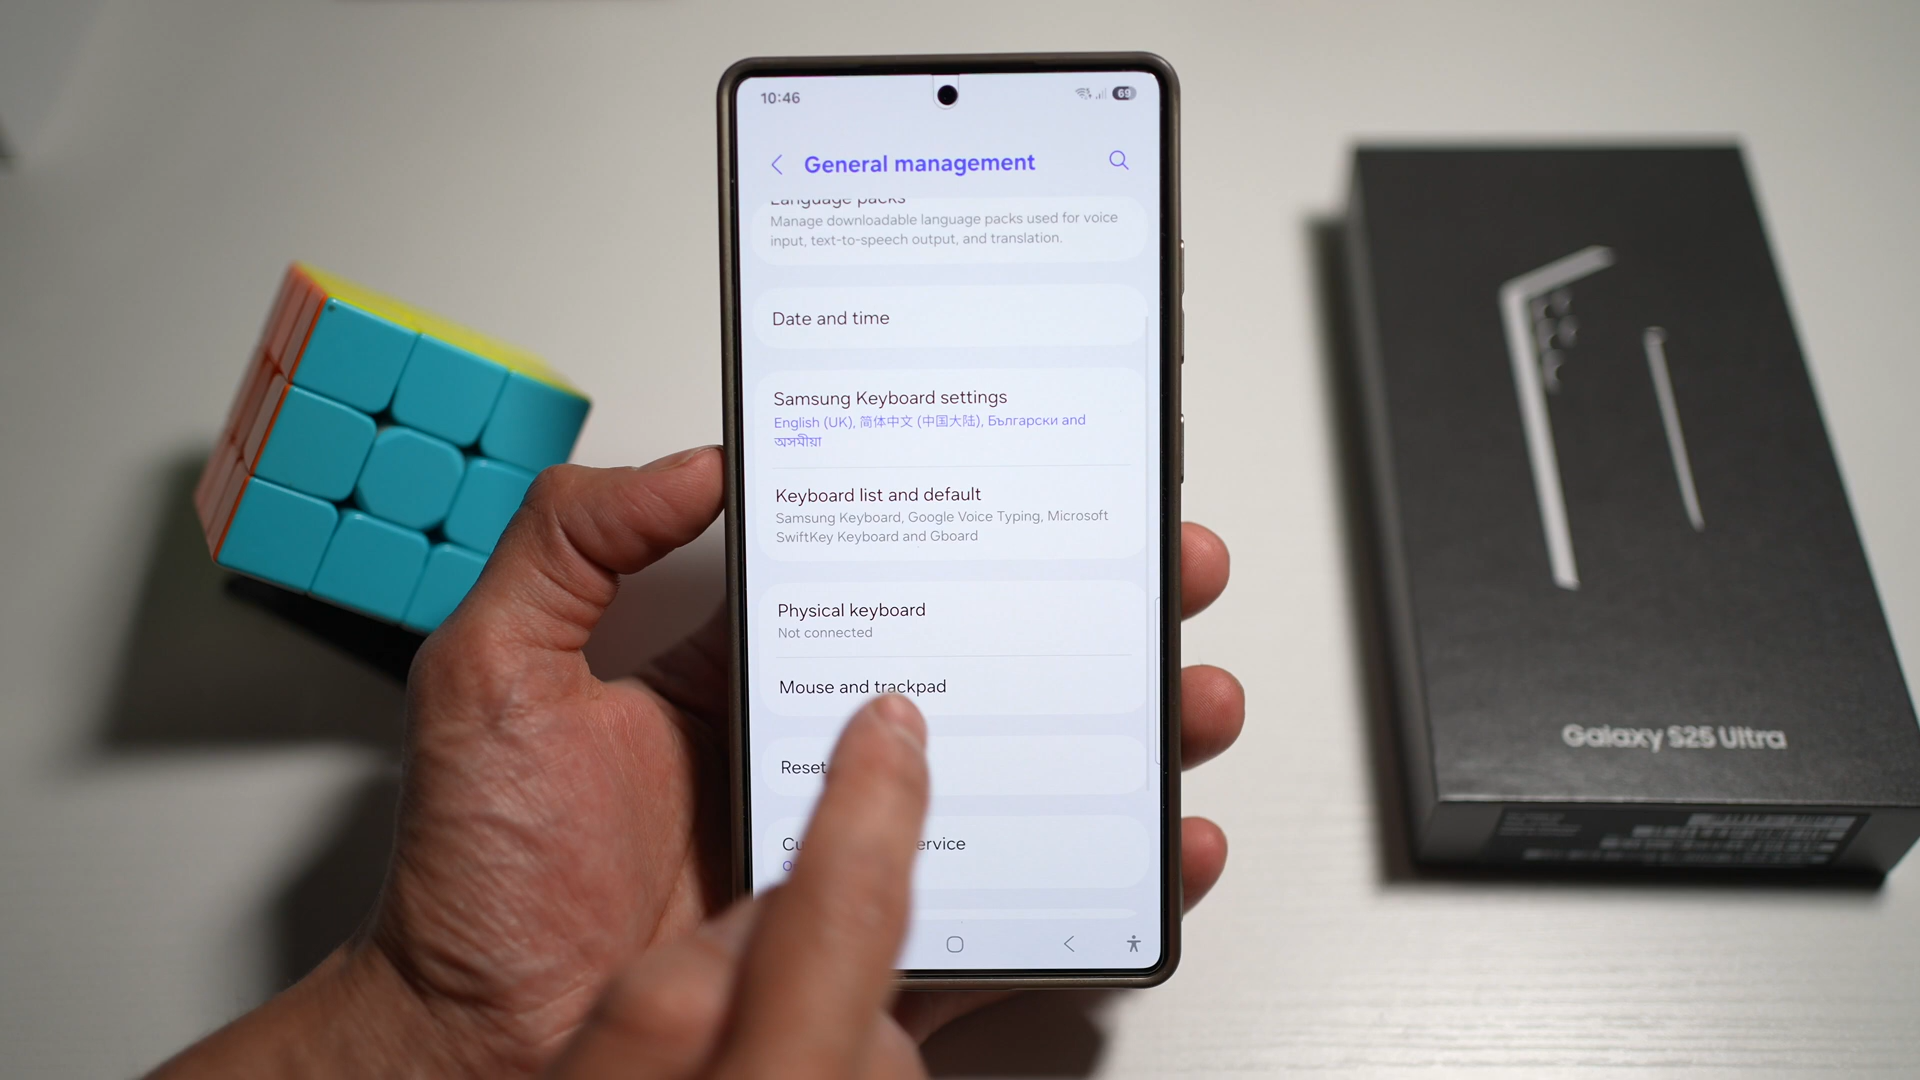 10:46
69
General management
Language packs
Manage downloadable language packs used for voice
input, text-to-speech output, and translation.
Date and time
Samsung Keyboard settings
English (UK), 简体中文 (中国大陆), Български and
অসমীয়া
Keyboard list and default
Samsung Keyboard, Google Voice Typing, Microsoft
SwiftKey Keyboard and Gboard
Physical keyboard
Not connected
Mouse and trackpad
Reset
Galaxy S25 Ultra